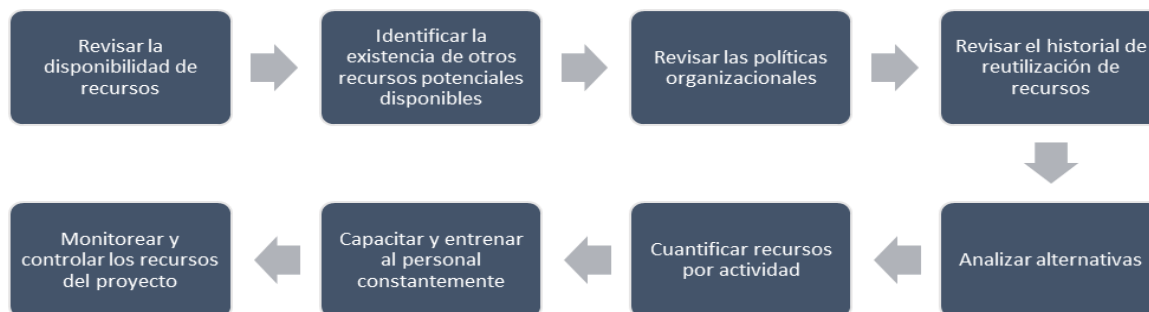 Revisar la
disponibilidad de
recursos
Identificar la
existencia de otros
recursos potenciales
disponibles
Revisar las políticas
organizacionales
Revisar el historial de
reutilización de
recursos
Analizar alternativas
Cuantificar recursos
por actividad
Capacitar y entrenar
al personal
constantemente
Monitorear y
controlar los recursos
del proyecto